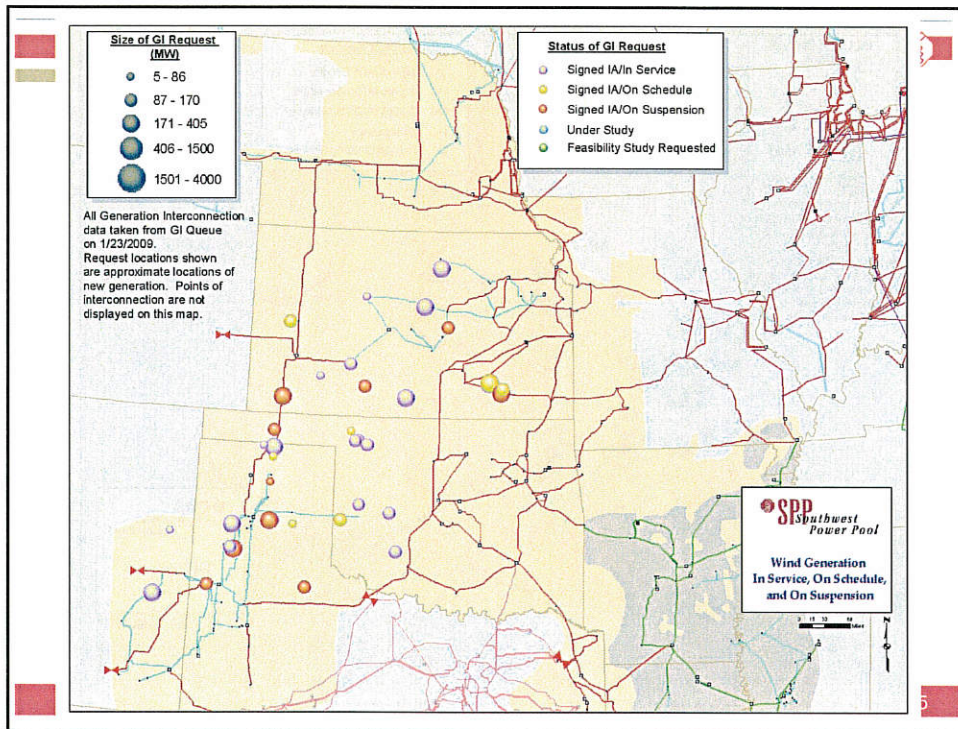 Size of GI Request
(MW)
5 - 86
87 - 170
171 - 405
406 - 1500
1501 - 4000
All Generation Interconnection
data taken from GI Queue
on 1/23/2009.
Request locations shown
are approximate locations of
new generation. Points of
interconnection are not
displayed on this map.
Status of GI Request
Signed IA/In Service
Signed IA/On Schedule
Signed IA/On Suspension
Under Study
Feasibility Study Requested
SPP Southwest
Power Pool
Wind Generation
In Service, On Schedule,
and On Suspension
5